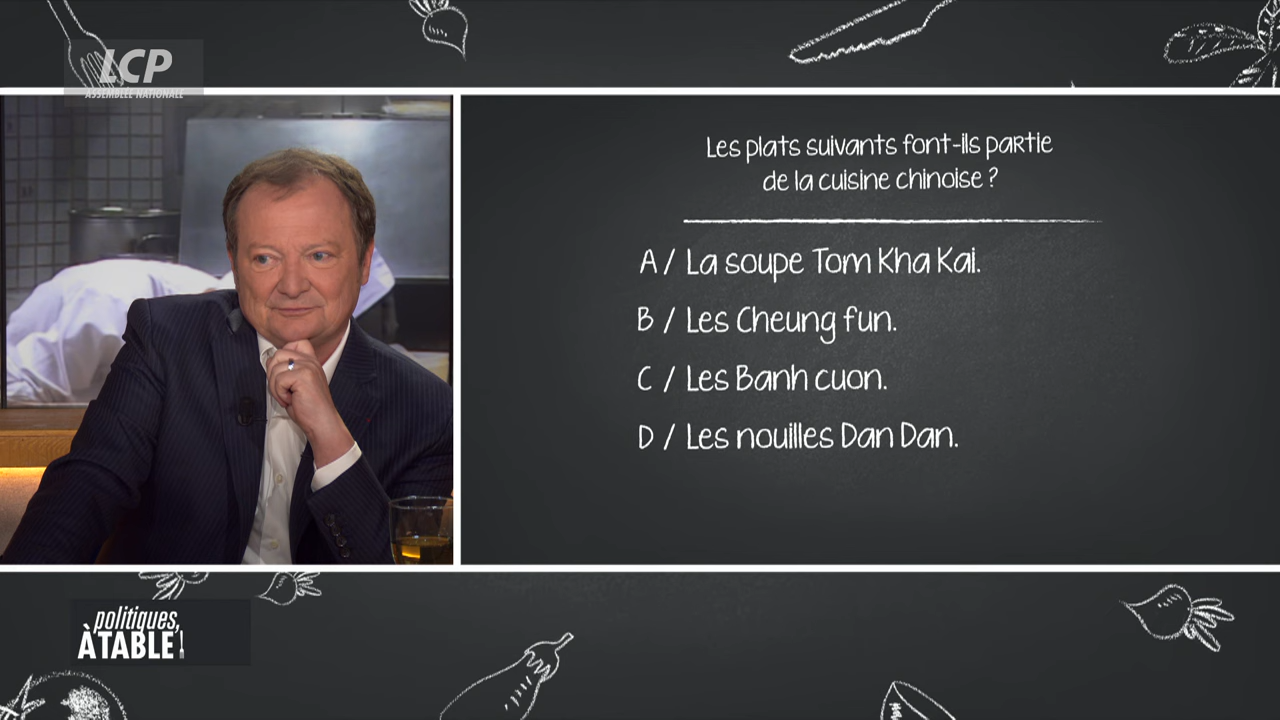 LCP
ASSEMBLÉE NATIONALE
Les plats suivants font-ils partie
de la cuisine chinoise ?
A / La soupe Tom Kha Kai.
B / Les Cheung fun.
C / Les Banh cuon.
D / Les nouilles Dan Dan.
politiques,
À TABLE !